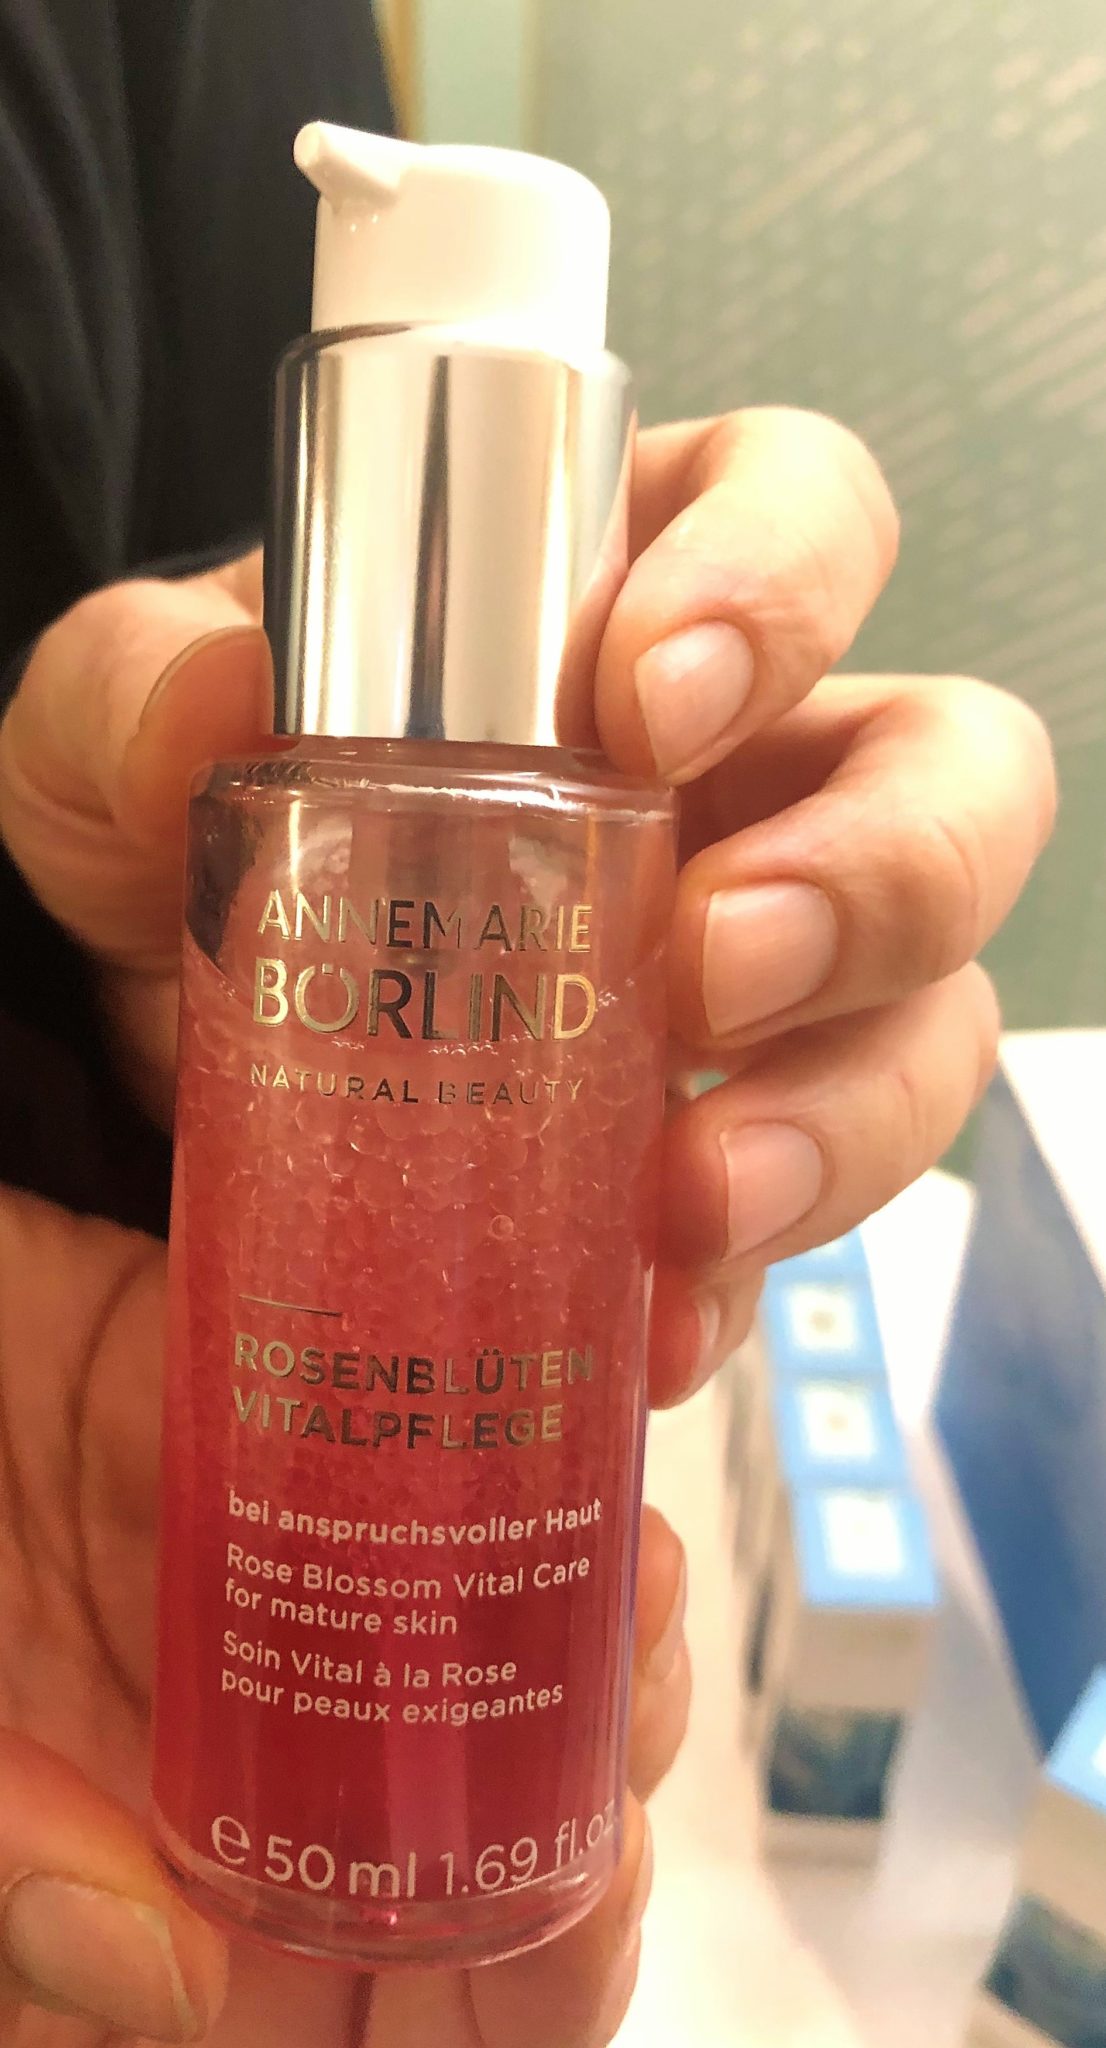 ANNEMARIE
BÖRLIND
NATURAL BEAUTY
ROSENBLÜTEN
VITALPFLEGE
bei anspruchsvoller Haut
Rose Blossom Vital Care
for mature skin
Soin Vital à la Rose
pour peaux exigeantes
℮ 50 ml 1.69 fl.oz